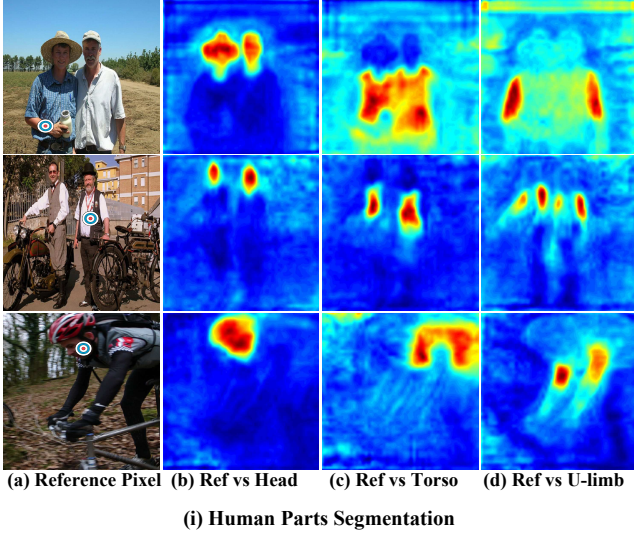 (a) Reference Pixel (b) Ref vs Head (c) Ref vs Torso (d) Ref vs U-limb
(i) Human Parts Segmentation